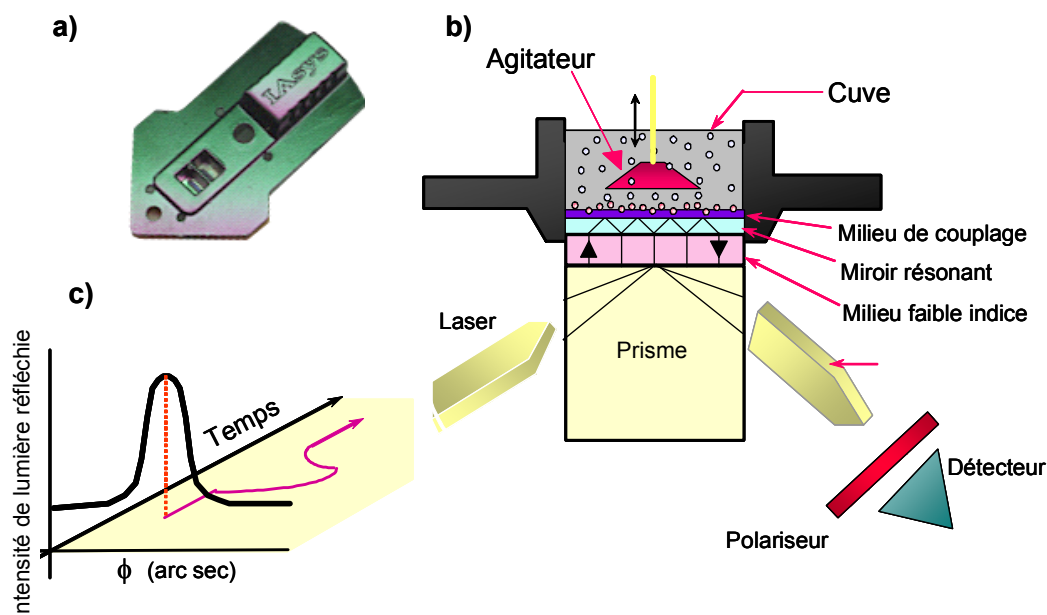 a)
IAsys
b)
Agitateur
Cuve
Milieu de couplage
Miroir résonant
Milieu faible indice
Laser
Prisme
Détecteur
Polariseur
c)
ntensité de lumière réfléchie
Temps
ϕ (arc sec)